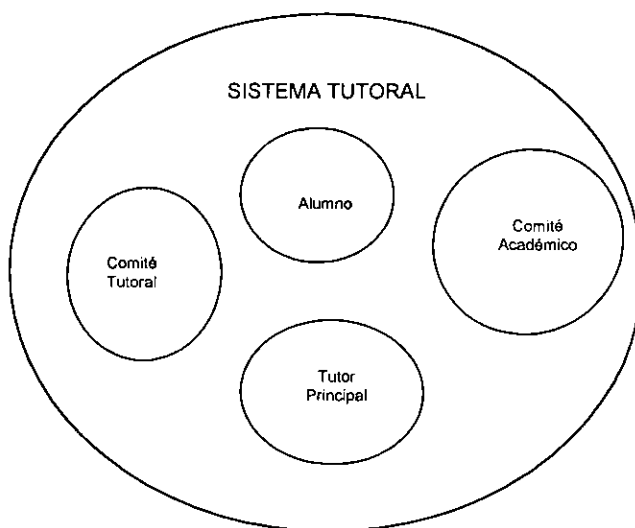 SISTEMA TUTORAL
Alumno
Comité
Académico
Comité
Tutoral
Tutor
Principal